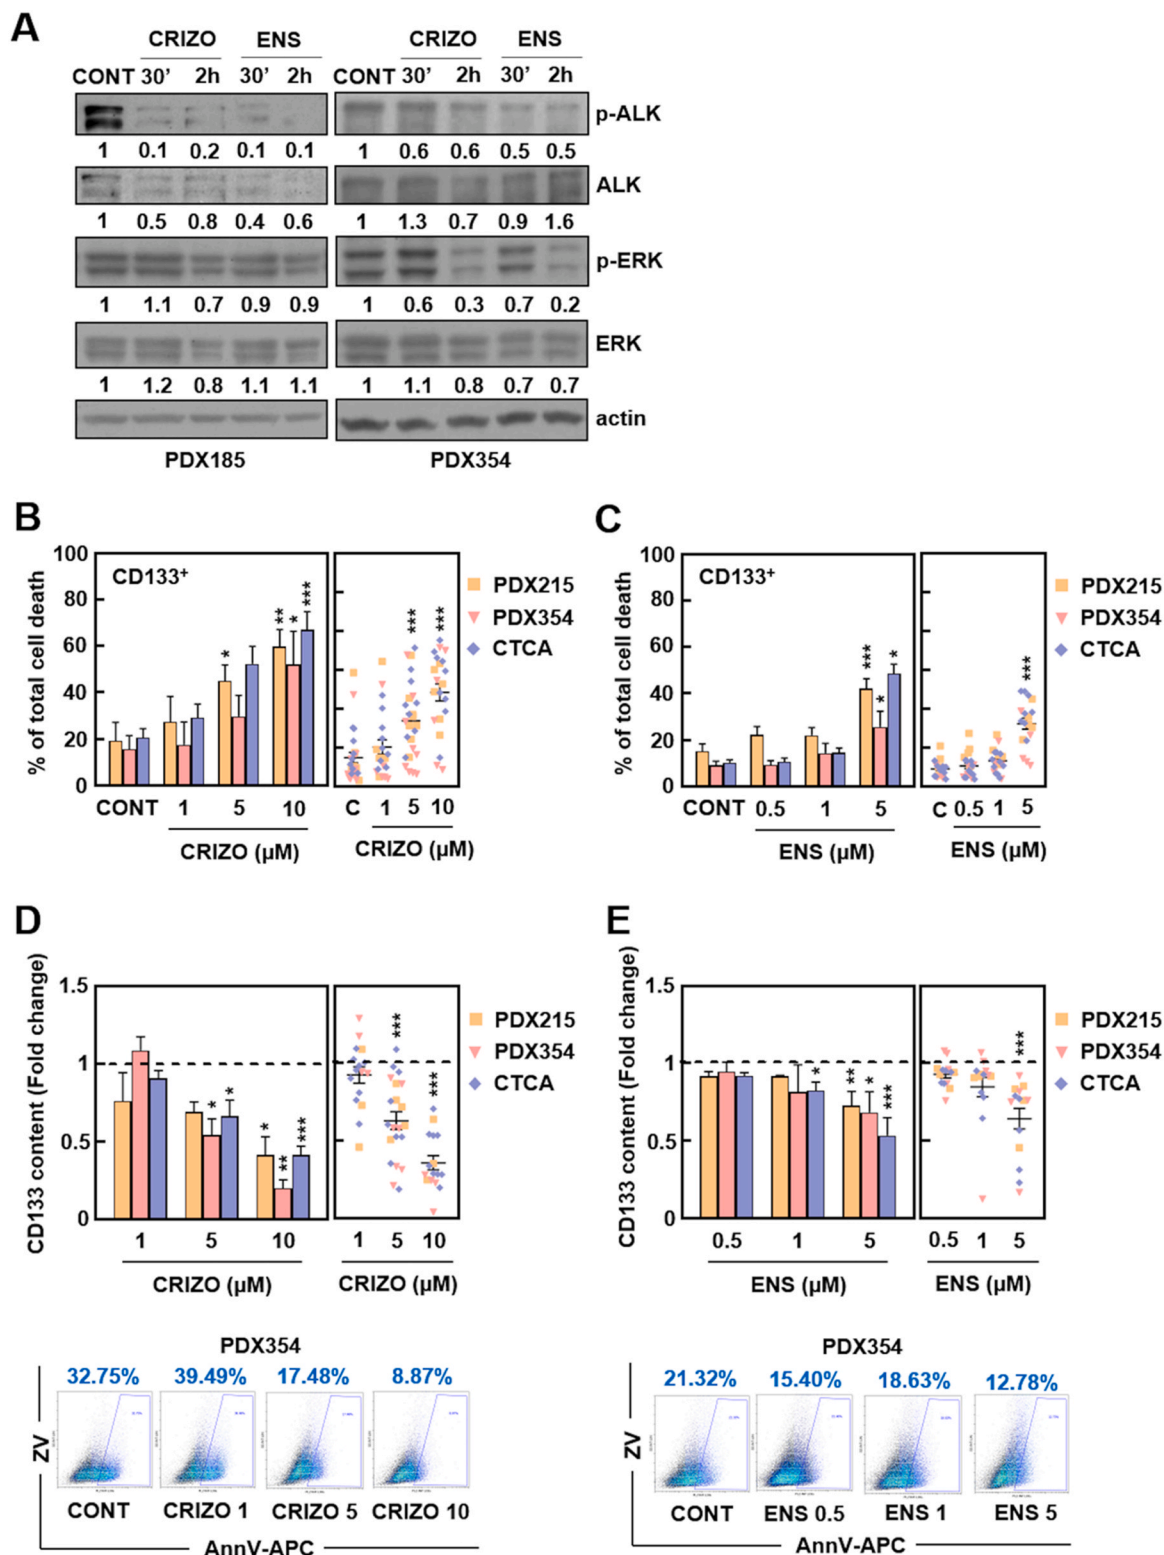 A
CRIZO ENS CRIZO ENS
CONT 30’ 2h 30’ 2h CONT 30’ 2h 30’ 2h
p-ALK
1 0.1 0.2 0.1 0.1 1 0.6 0.6 0.5 0.5
ALK
1 0.5 0.8 0.4 0.6 1 1.3 0.7 0.9 1.6
p-ERK
1 1.1 0.7 0.9 0.9 1 0.6 0.3 0.7 0.2
ERK
1 1.2 0.8 1.1 1.1 1 1.1 0.8 0.7 0.7
actin
PDX185 PDX354
B
% of total cell death
100
80
60
40
20
0
CD133+
* ** * *** *** ***
PDX215
PDX354
CTCA
CONT 1 5 10 C 1 5 10
CRIZO (µM) CRIZO (µM)
C
% of total cell death
100
80
60
40
20
0
CD133+
*** * * ***
PDX215
PDX354
CTCA
CONT 0.5 1 5 C 0.5 1 5
ENS (µM) ENS (µM)
D
CD133 content (Fold change)
1.5
1
0.5
0
* * * ** *** *** ***
PDX215
PDX354
CTCA
1 5 10 1 5 10
CRIZO (µM) CRIZO (µM)
PDX354
32.75% 39.49% 17.48% 8.87%
ZV
CONT CRIZO 1 CRIZO 5 CRIZO 10
AnnV-APC
E
CD133 content (Fold change)
1.5
1
0.5
0
* ** * *** ***
PDX215
PDX354
CTCA
0.5 1 5 0.5 1 5
ENS (µM) ENS (µM)
PDX354
21.32% 15.40% 18.63% 12.78%
ZV
CONT ENS 0.5 ENS 1 ENS 5
AnnV-APC